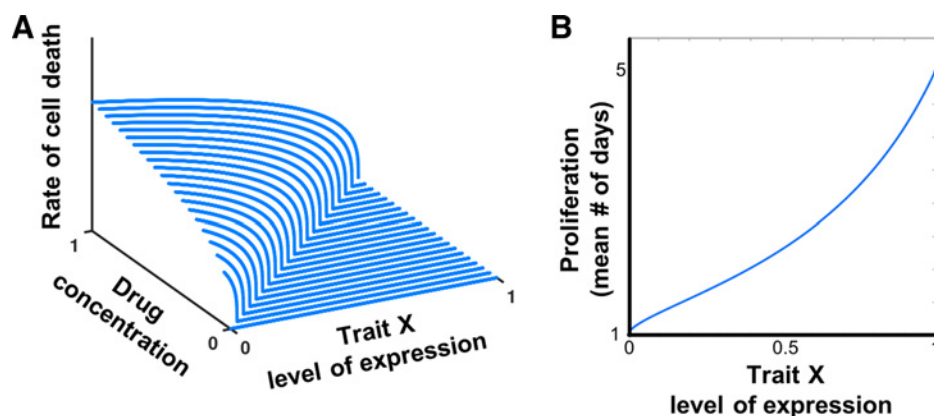 A
Rate of cell death
1
Drug
concentration
0
0
Trait X
level of expression
1
B
Proliferation
(mean # of days)
5
1
0
0.5
1
Trait X
level of expression